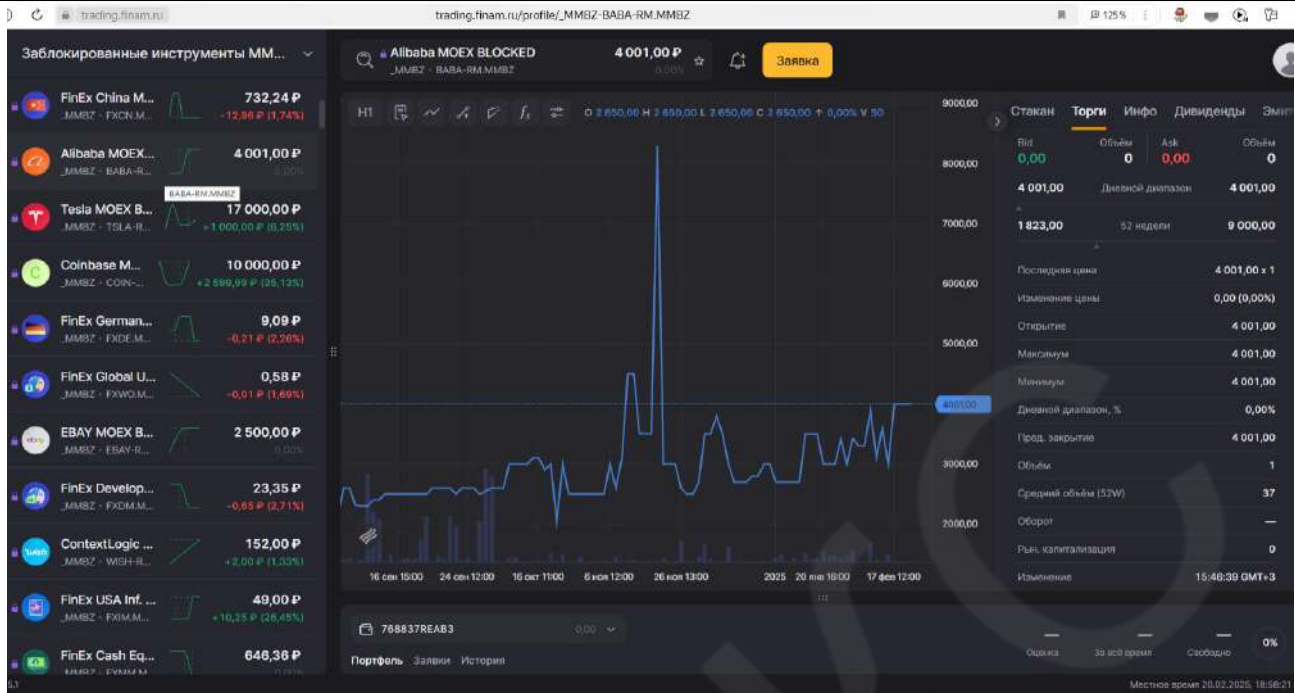 trading.finam.ru
trading.finam.ru/profile/_MMBZ-BABA-RM.MMBZ
125%
Заблокированные инструменты ММ...
FinEx China M...
732,24 ₽
_MMBZ · FXCN.M...
-12,96 ₽ (1,74%)
Alibaba MOEX...
4 001,00 ₽
_MMBZ · BABA-R...
0,00%
BABA-RM.MMBZ
Tesla MOEX B...
17 000,00 ₽
_MMBZ · TSLA-R...
+1 000,00 ₽ (6,25%)
Coinbase M...
10 000,00 ₽
_MMBZ · COIN-...
+2 599,99 ₽ (35,13%)
FinEx German...
9,09 ₽
_MMBZ · FXDE.M...
-0,21 ₽ (2,26%)
FinEx Global U...
0,58 ₽
_MMBZ · FXWO.M...
-0,01 ₽ (1,69%)
EBAY MOEX B...
2 500,00 ₽
_MMBZ · EBAY-R...
0,00%
FinEx Develop...
23,35 ₽
_MMBZ · FXDM.M...
-0,65 ₽ (2,71%)
ContextLogic ...
152,00 ₽
_MMBZ · WISH-R...
+2,00 ₽ (1,33%)
FinEx USA Inf. ...
49,00 ₽
_MMBZ · FXIM.M...
+10,25 ₽ (26,45%)
FinEx Cash Eq...
646,36 ₽
_MMBZ · FXMM.M
0,00%
Alibaba MOEX BLOCKED
4 001,00 ₽
_MMBZ · BABA-RM.MMBZ
0,00%
Заявка
H1
O 2 650,00 H 2 650,00 L 2 650,00 C 2 650,00 ↑ 0,00% V 50
9000,00
8000,00
7000,00
6000,00
5000,00
4001,00
3000,00
2000,00
16 сен 15:00
24 сен 12:00
16 окт 11:00
6 ноя 12:00
26 ноя 13:00
2025
20 янв 16:00
17 фев 12:00
768837REAB3
0,00
Портфель Заявки История
Стакан Торги Инфо Дивиденды Эми
Bid Объём Ask Объём
0,00 0 0,00 0
4 001,00 Дневной диапазон 4 001,00
1 823,00 52 недели 9 000,00
Последняя цена 4 001,00 x 1
Изменение цены 0,00 (0,00%)
Открытие 4 001,00
Максимум 4 001,00
Минимум 4 001,00
Дневной диапазон, % 0,00%
Пред. закрытие 4 001,00
Объём 1
Средний объём (52W) 37
Оборот —
Рын. капитализация 0
Изменение 15:46:39 GMT+3
— — —
Оценка За всё время Свободно 0%
Местное время 20.02.2025, 18:58:21